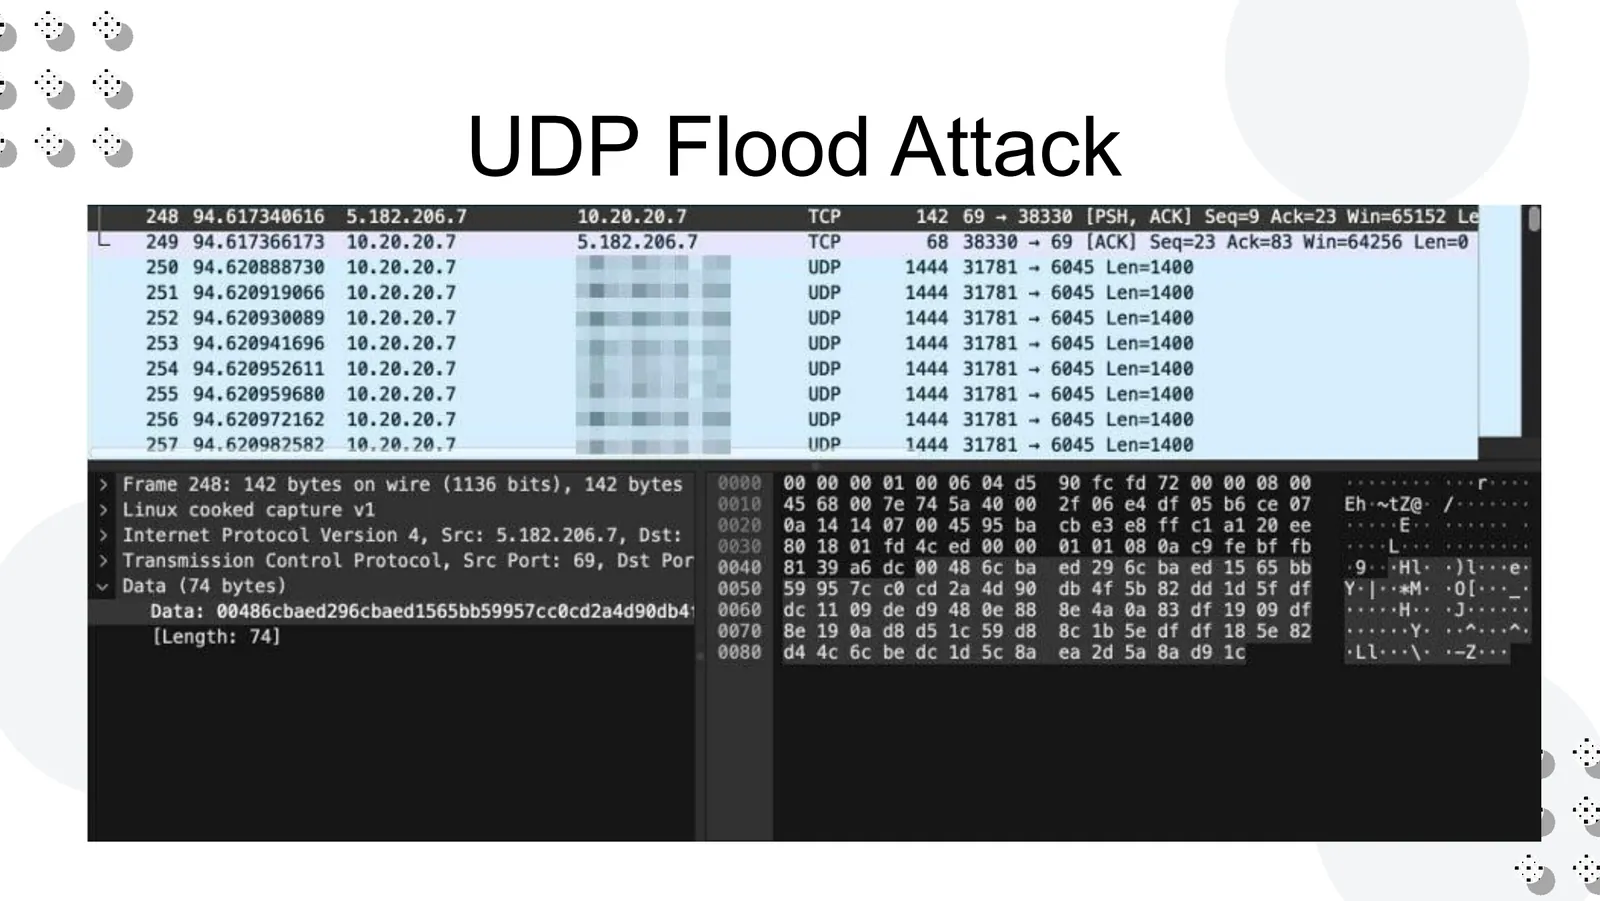 UDP Flood Attack
248 94.617340616 5.182.206.7 10.20.20.7 TCP 142 69 → 38330 [PSH, ACK] Seq=9 Ack=23 Win=65152 Le
249 94.617366173 10.20.20.7 5.182.206.7 TCP 68 38330 → 69 [ACK] Seq=23 Ack=83 Win=64256 Len=0
250 94.620888730 10.20.20.7 UDP 1444 31781 → 6045 Len=1400
251 94.620919066 10.20.20.7 UDP 1444 31781 → 6045 Len=1400
252 94.620930089 10.20.20.7 UDP 1444 31781 → 6045 Len=1400
253 94.620941696 10.20.20.7 UDP 1444 31781 → 6045 Len=1400
254 94.620952611 10.20.20.7 UDP 1444 31781 → 6045 Len=1400
255 94.620959680 10.20.20.7 UDP 1444 31781 → 6045 Len=1400
256 94.620972162 10.20.20.7 UDP 1444 31781 → 6045 Len=1400
257 94.620982582 10.20.20.7 UDP 1444 31781 → 6045 Len=1400
> Frame 248: 142 bytes on wire (1136 bits), 142 bytes
> Linux cooked capture v1
> Internet Protocol Version 4, Src: 5.182.206.7, Dst:
> Transmission Control Protocol, Src Port: 69, Dst Por
Data (74 bytes)
Data: 00486cbaed296cbaed1565bb59957cc0cd2a4d90db4
[Length: 74]
0000 00 00 00 01 00 06 04 d5 90 fc fd 72 00 00 08 00 ········ ···r····
0010 45 68 00 7e 74 5a 40 00 2f 06 e4 df 05 b6 ce 07 Eh·~tZ@· /·······
0020 0a 14 14 07 00 45 95 ba cb e3 e8 ff c1 a1 20 ee ·····E·· ······ ·
0030 80 18 01 fd 4c ed 00 00 01 01 08 0a c9 fe bf fb ····L··· ········
0040 81 39 a6 dc 00 48 6c ba ed 29 6c ba ed 15 65 bb ·9···Hl· ·)l···e·
0050 59 95 7c c0 cd 2a 4d 90 db 4f 5b 82 dd 1d 5f df Y·|··*M· ·O[···_·
0060 dc 11 09 de d9 48 0e 88 8e 4a 0a 83 df 19 09 df ·····H·· ·J······
0070 8e 19 0a d8 d5 1c 59 d8 8c 1b 5e df df 18 5e 82 ······Y· ··^···^·
0080 d4 4c 6c be dc 1d 5c 8a ea 2d 5a 8a d9 1c ·Ll···\· ·-Z···